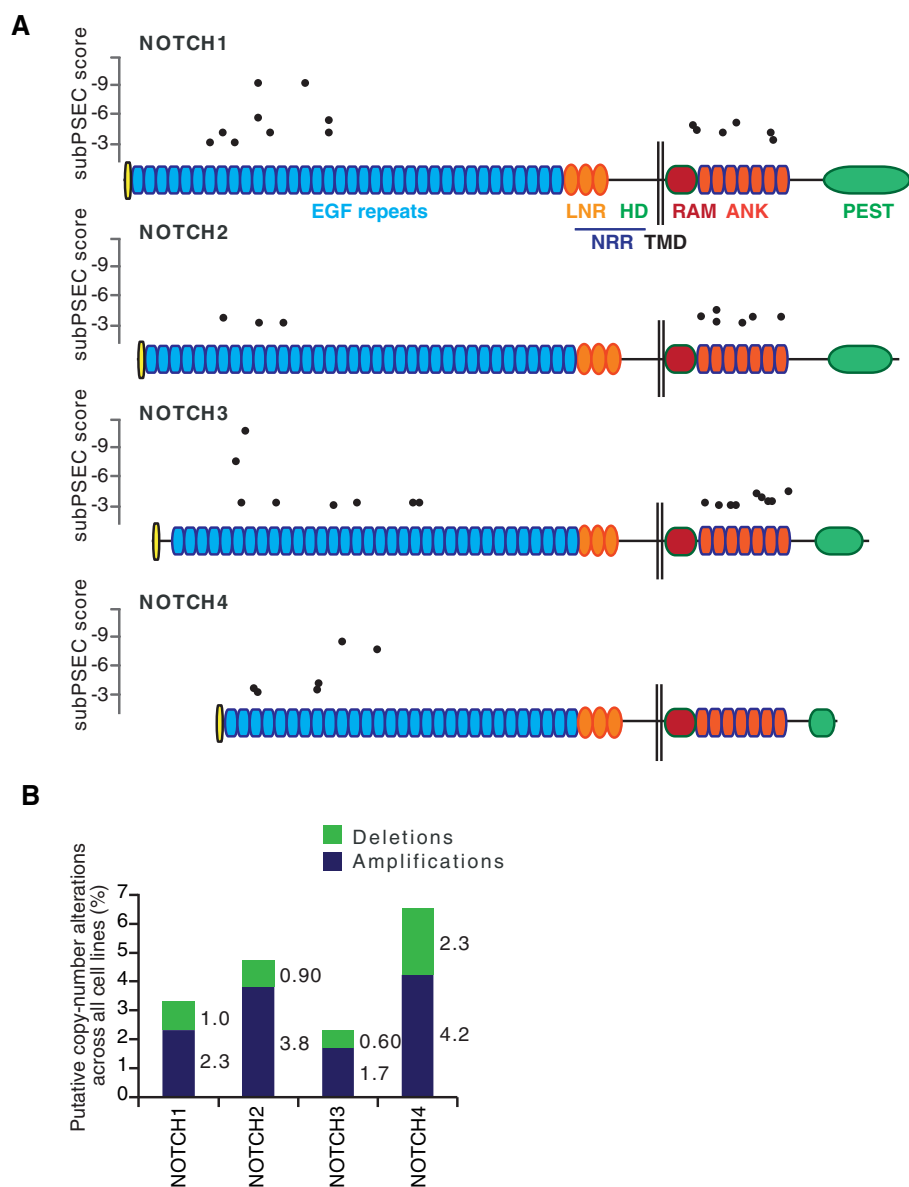 A
NOTCH1
subPSEC score
-9
-6
-3
EGF repeats
LNR HD RAM ANK PEST
NRR TMD
NOTCH2
subPSEC score
-9
-6
-3
NOTCH3
subPSEC score
-9
-6
-3
NOTCH4
subPSEC score
-9
-6
-3
B
Deletions
Amplifications
Putative copy-number alterations
across all cell lines (%)
7
6
5
4
3
2
1
0
1.0
2.3
0.90
3.8
0.60
1.7
2.3
4.2
NOTCH1
NOTCH2
NOTCH3
NOTCH4